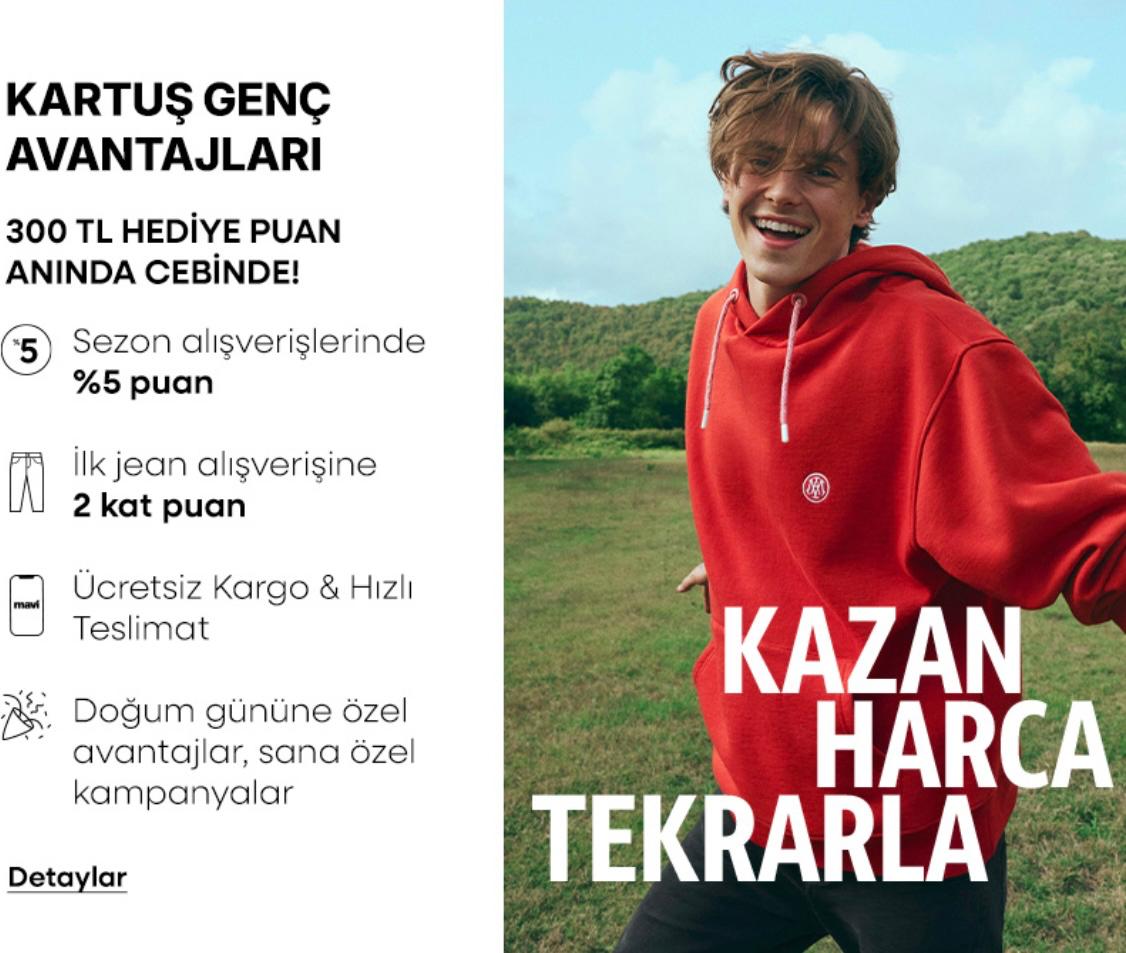 KARTUŞ GENÇ
AVANTAJLARI
300 TL HEDİYE PUAN
ANINDA CEBİNDE!
%5
Sezon alışverişlerinde
%5 puan
İlk jean alışverişine
2 kat puan
mavi
Ücretsiz Kargo & Hızlı
Teslimat
Doğum gününe özel
avantajlar, sana özel
kampanyalar
Detaylar
KAZAN
HARCA
TEKRARLA